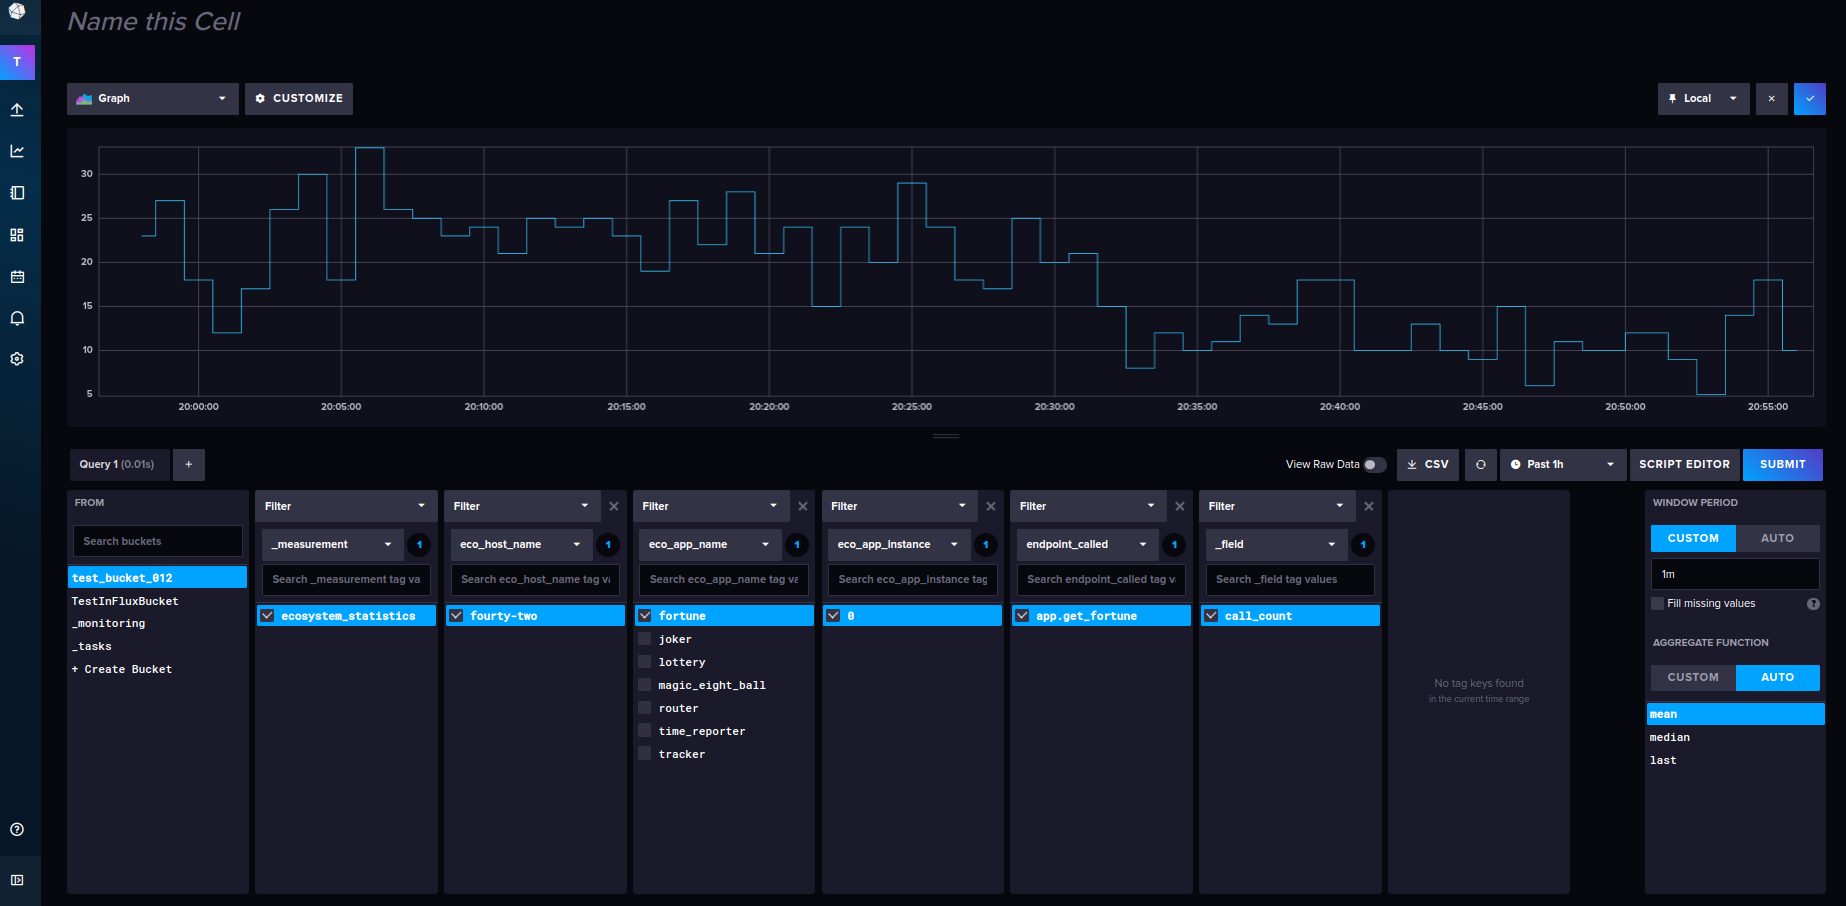 Name this Cell
T
Graph
CUSTOMIZE
Local
30
25
20
15
10
5
20:00:00 20:05:00 20:10:00 20:15:00 20:20:00 20:25:00 20:30:00 20:35:00 20:40:00 20:45:00 20:50:00 20:55:00
Query 1 (0.01s)
+
View Raw Data
CSV
Past 1h
SCRIPT EDITOR
SUBMIT
FROM
Search buckets
test_bucket_012
TestInFluxBucket
_monitoring
_tasks
+ Create Bucket
Filter
_measurement
1
Search _measurement tag va
ecosystem_statistics
Filter
eco_host_name
1
Search eco_host_name tag va
fourty-two
Filter
eco_app_name
1
Search eco_app_name tag va
fortune
joker
lottery
magic_eight_ball
router
time_reporter
tracker
Filter
eco_app_instance
1
Search eco_app_instance tag
0
Filter
endpoint_called
1
Search endpoint_called tag v
app.get_fortune
Filter
_field
1
Search _field tag values
call_count
No tag keys found
in the current time range
WINDOW PERIOD
CUSTOM
AUTO
1m
Fill missing values
?
AGGREGATE FUNCTION
CUSTOM
AUTO
mean
median
last